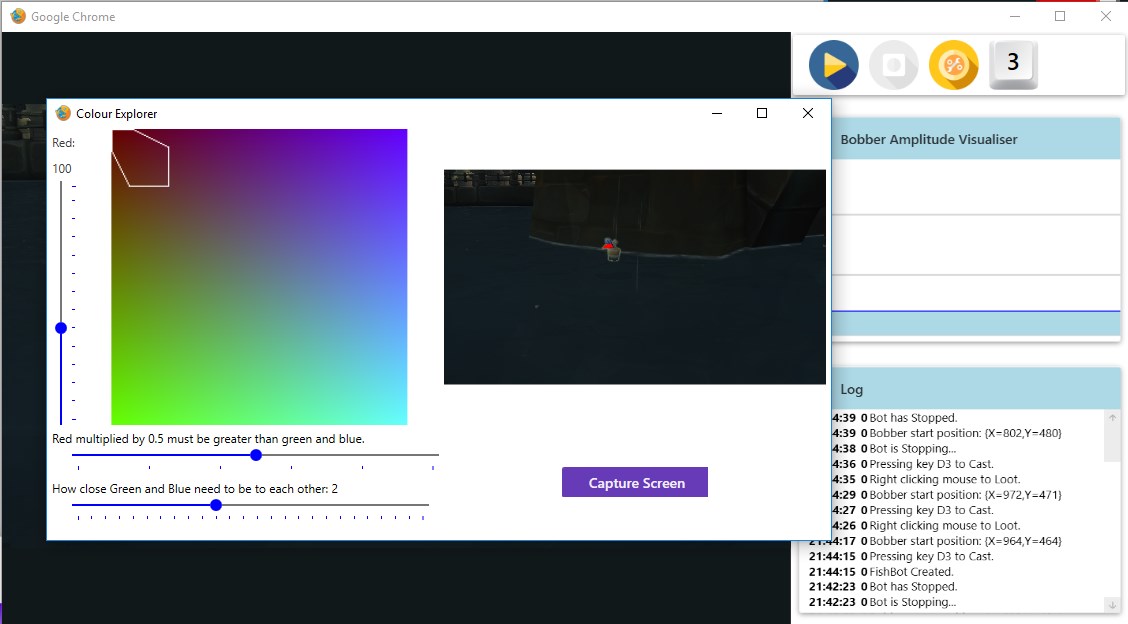 Google Chrome
3
Colour Explorer
Red:
100
Red multiplied by 0.5 must be greater than green and blue.
How close Green and Blue need to be to each other: 2
Capture Screen
Bobber Amplitude Visualiser
Log
4:39 0 Bot has Stopped.
4:39 0 Bobber start position: {X=802,Y=480}
4:38 0 Bot is Stopping...
4:36 0 Pressing key D3 to Cast.
4:35 0 Right clicking mouse to Loot.
4:29 0 Bobber start position: {X=972,Y=471}
4:27 0 Pressing key D3 to Cast.
4:26 0 Right clicking mouse to Loot.
21:44:17 0 Bobber start position: {X=964,Y=464}
21:44:15 0 Pressing key D3 to Cast.
21:44:15 0 FishBot Created.
21:42:23 0 Bot has Stopped.
21:42:23 0 Bot is Stopping...